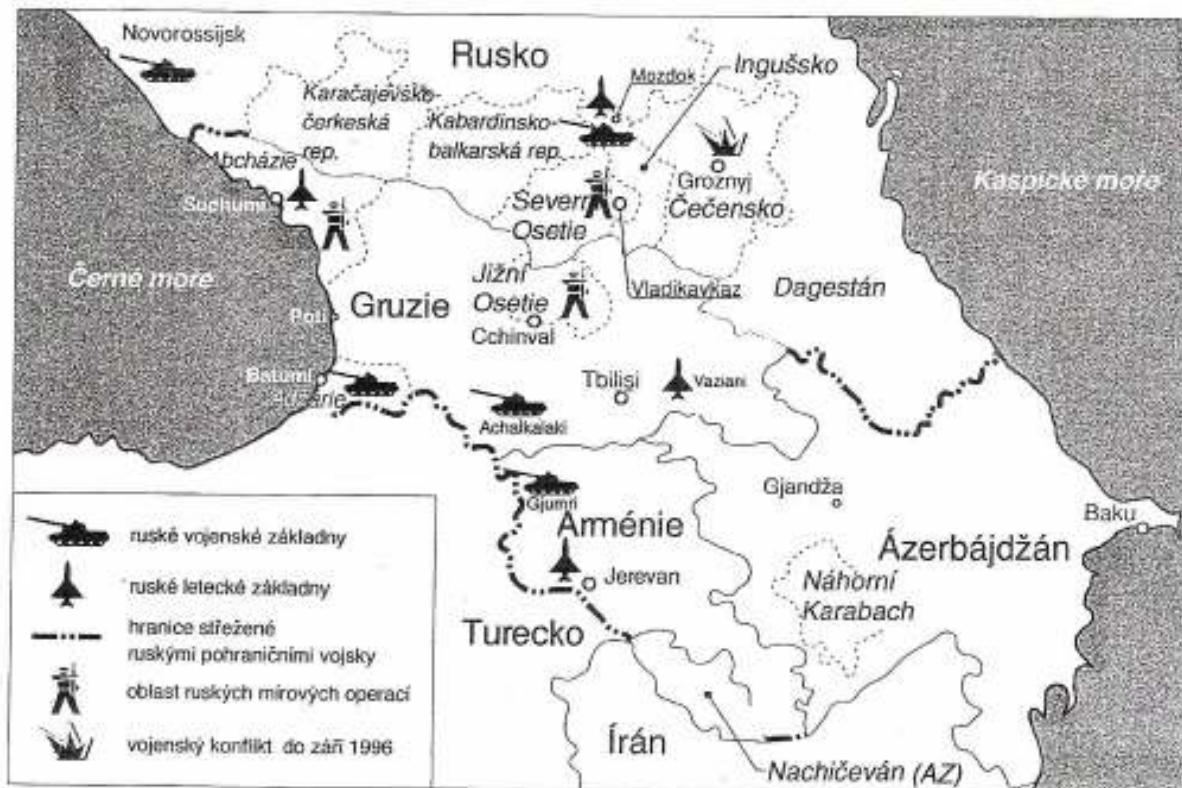 Novorossijsk
Rusko
Ingušsko
Mozdok
Karačajevsko-
čerkeská
rep.
Kabardinsko-
balkarská rep.
Abcházie
Groznyj
Čečensko
Kaspické moře
Suchumi
Severní
Osetie
Černé moře
Jižní
Osetie
Vladikavkaz
Dagestán
Gruzie
Cchinval
Poti
Batumi
Tbilisi
Vaziani
Achalkalaki
Gjumri
Gjandža
Arménie
Baku
Ázerbájdžán
Jerevan
Náhorní
Karabach
Turecko
Írán
Nachičeván (AZ)
ruské vojenské základny
ruské letecké základny
hranice střežené
ruskými pohraničními vojsky
oblast ruských mírových operací
vojenský konflikt do září 1996